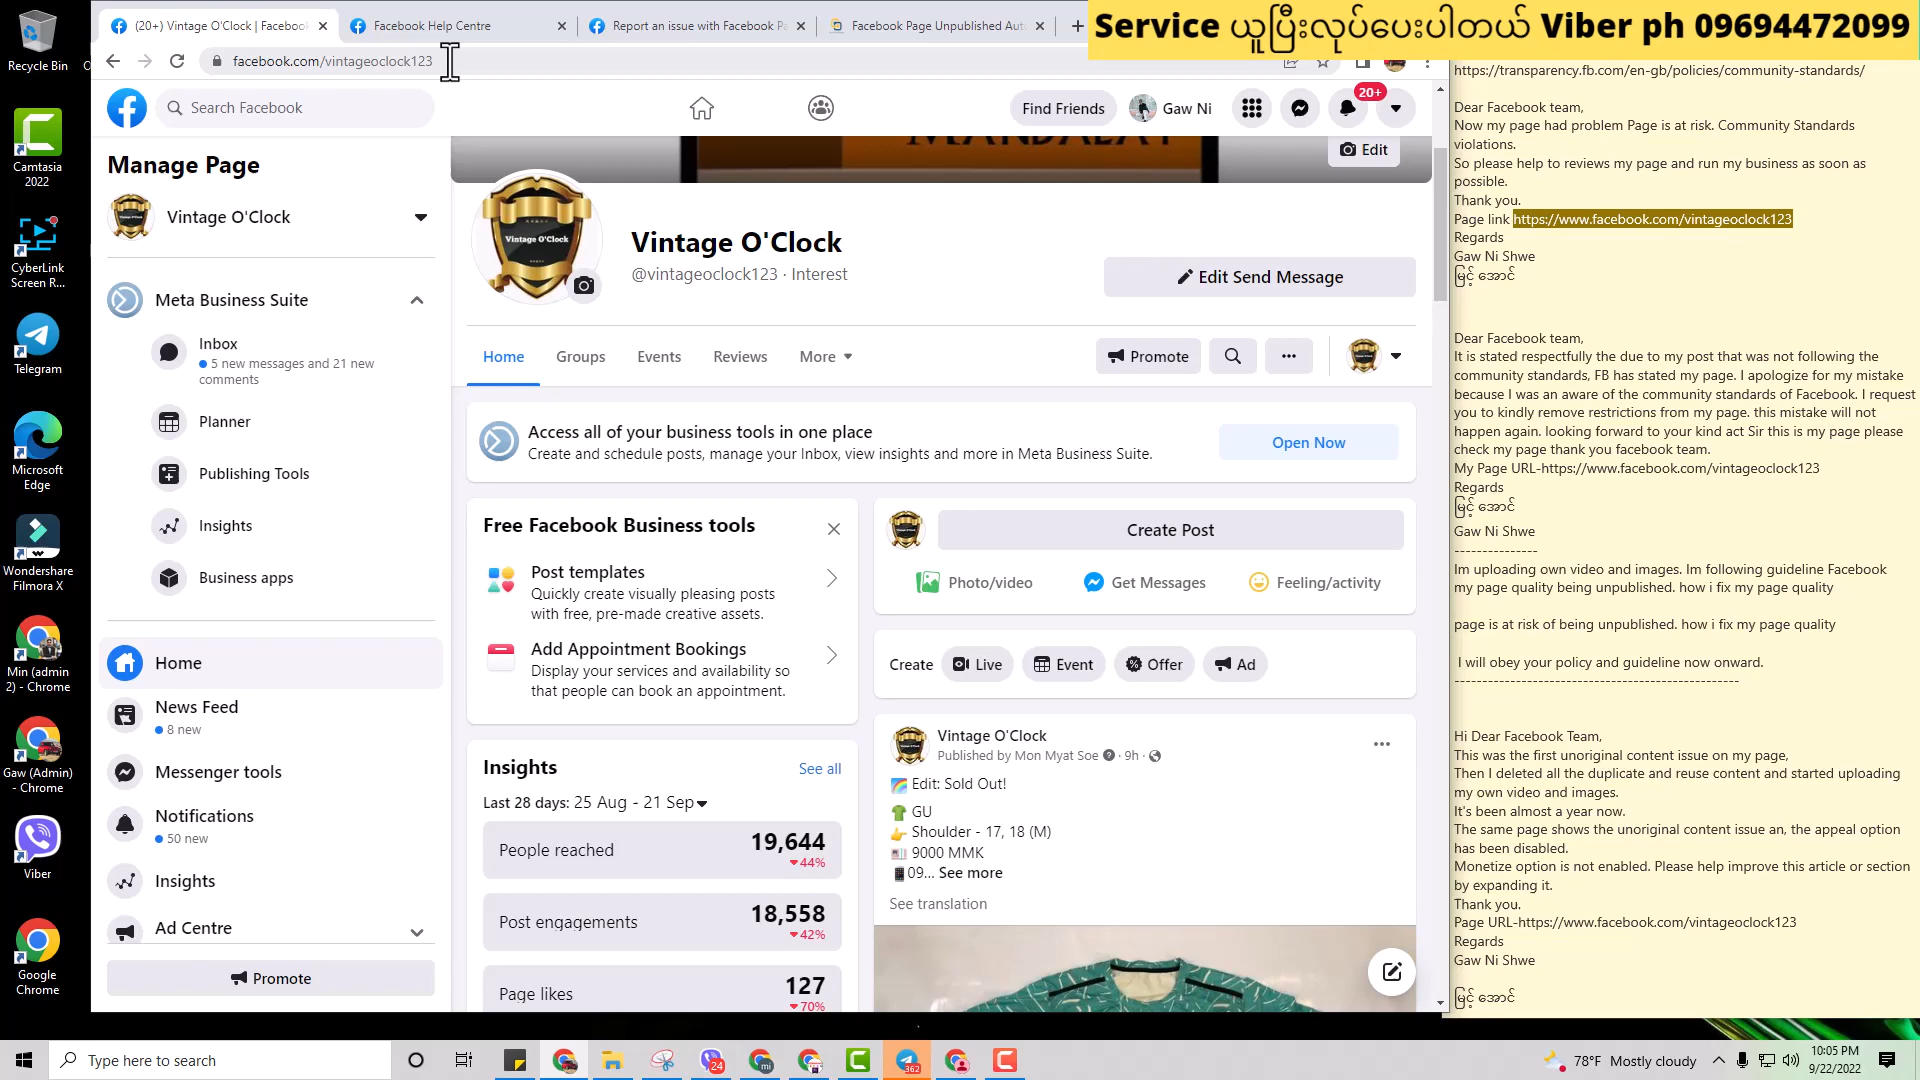 Recycle Bin
Camtasia
2022
CyberLink
Screen R...
Telegram
Microsoft
Edge
Wondershare
Filmora X
Min (admin
2) - Chrome
Gaw (Admin)
- Chrome
Viber
Google
Chrome
(20+) Vintage O'Clock | Facebook
Facebook Help Centre
Report an issue with Facebook Pa
Facebook Page Unpublished Aut
Service ယူပြီးလုပ်ပေးပါတယ် Viber ph 09694472099
facebook.com/vintageoclock123
Search Facebook
Find Friends
Gaw Ni
20+
Manage Page
Vintage O'Clock
Meta Business Suite
Inbox
5 new messages and 21 new
comments
Planner
Publishing Tools
Insights
Business apps
Home
News Feed
8 new
Messenger tools
Notifications
50 new
Insights
Ad Centre
Promote
MANDALAY
Edit
Vintage O'Clock
Vintage O'Clock
@vintageoclock123 · Interest
Edit Send Message
Home
Groups
Events
Reviews
More
Promote
Access all of your business tools in one place
Create and schedule posts, manage your Inbox, view insights and more in Meta Business Suite.
Open Now
Free Facebook Business tools
Post templates
Quickly create visually pleasing posts
with free, pre-made creative assets.
Add Appointment Bookings
Display your services and availability so
that people can book an appointment.
Insights
See all
Last 28 days: 25 Aug - 21 Sep
People reached
19,644
44%
Post engagements
18,558
42%
Page likes
127
70%
Create Post
Photo/video
Get Messages
Feeling/activity
Create
Live
Event
Offer
Ad
Vintage O'Clock
Published by Mon Myat Soe · 9h ·
Edit: Sold Out!
GU
Shoulder - 17, 18 (M)
9000 MMK
09... See more
See translation
https://transparency.fb.com/en-gb/policies/community-standards/
Dear Facebook team,
Now my page had problem Page is at risk. Community Standards
violations.
So please help to reviews my page and run my business as soon as
possible.
Thank you.
Page link https://www.facebook.com/vintageoclock123
Regards
Gaw Ni Shwe
မြင့် အောင်
Dear Facebook team,
It is stated respectfully the due to my post that was not following the
community standards, FB has stated my page. I apologize for my mistake
because I was an aware of the community standards of Facebook. I request
you to kindly remove restrictions from my page. this mistake will not
happen again. looking forward to your kind act Sir this is my page please
check my page thank you facebook team.
My Page URL-https://www.facebook.com/vintageoclock123
Regards
မြင့် အောင်
Gaw Ni Shwe
---------------
Im uploading own video and images. Im following guideline Facebook
my page quality being unpublished. how i fix my page quality
page is at risk of being unpublished. how i fix my page quality
I will obey your policy and guideline now onward.
---------------------------------------------------
Hi Dear Facebook Team,
This was the first unoriginal content issue on my page,
Then I deleted all the duplicate and reuse content and started uploading
my own video and images.
It's been almost a year now.
The same page shows the unoriginal content issue an, the appeal option
has been disabled.
Monetize option is not enabled. Please help improve this article or section
by expanding it.
Thank you.
Page URL-https://www.facebook.com/vintageoclock123
Regards
Gaw Ni Shwe
မြင့် အောင်
Type here to search
24
mi
362
78°F Mostly cloudy
10:05 PM
9/22/2022